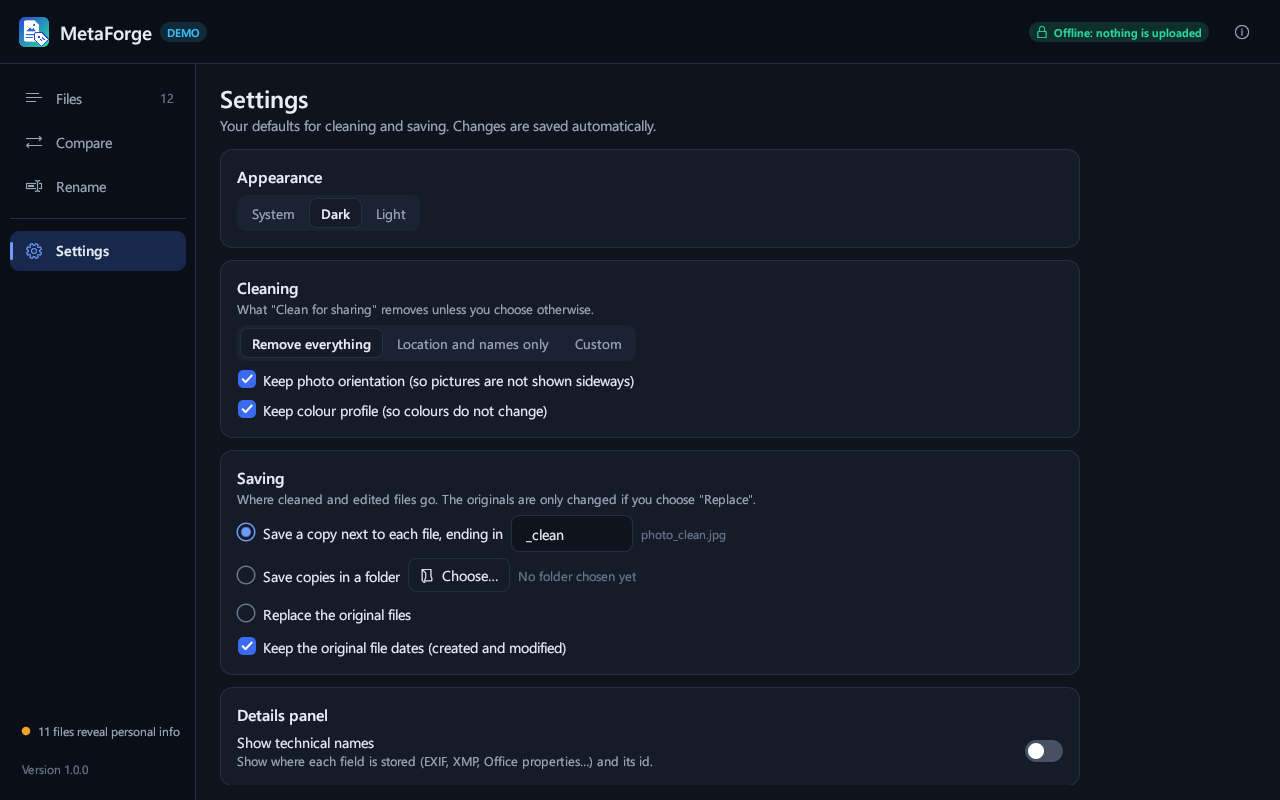 MetaForge DEMO
Offline: nothing is uploaded
Files 12
Compare
Rename
Settings
11 files reveal personal info
Version 1.0.0
Settings
Your defaults for cleaning and saving. Changes are saved automatically.
Appearance
System Dark Light
Cleaning
What "Clean for sharing" removes unless you choose otherwise.
Remove everything Location and names only Custom
Keep photo orientation (so pictures are not shown sideways)
Keep colour profile (so colours do not change)
Saving
Where cleaned and edited files go. The originals are only changed if you choose "Replace".
Save a copy next to each file, ending in _clean photo_clean.jpg
Save copies in a folder Choose... No folder chosen yet
Replace the original files
Keep the original file dates (created and modified)
Details panel
Show technical names
Show where each field is stored (EXIF, XMP, Office properties...) and its id.